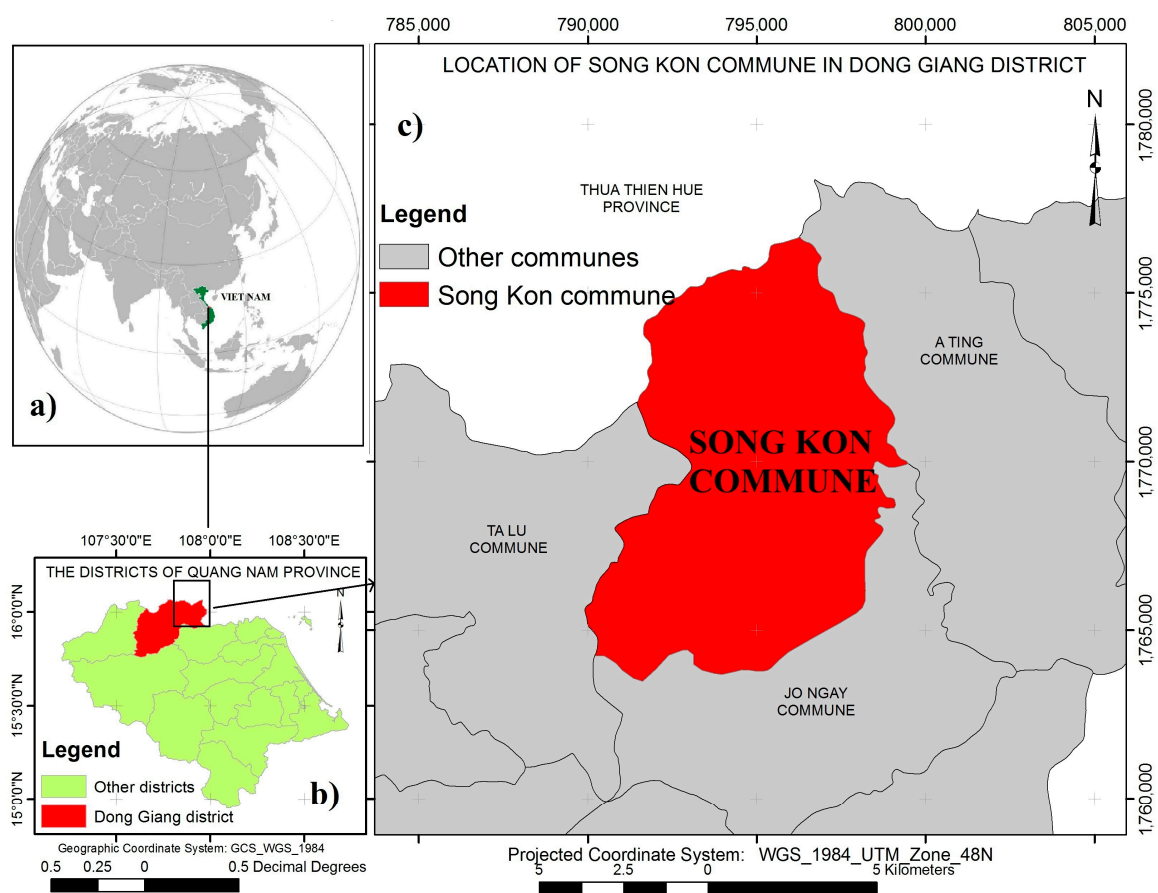 785,000 790,000 795,000 800,000 805,000
LOCATION OF SONG KON COMMUNE IN DONG GIANG DISTRICT
c)
N
1,780,000
THUA THIEN HUE
PROVINCE
Legend
Other communes
Song Kon commune
1,775,000
A TING
COMMUNE
SONG KON
COMMUNE
1,770,000
TA LU
COMMUNE
1,765,000
JO NGAY
COMMUNE
1,760,000
Projected Coordinate System: WGS_1984_UTM_Zone_48N
5 2.5 0 5 Kilometers
VIET NAM
a)
107°30'0"E 108°0'0"E 108°30'0"E
THE DISTRICTS OF QUANG NAM PROVINCE
N
16°0'0"N
15°30'0"N
15°0'0"N
Legend
Other districts
Dong Giang district
b)
Geographic Coordinate System: GCS_WGS_1984
0.5 0.25 0 0.5 Decimal Degrees